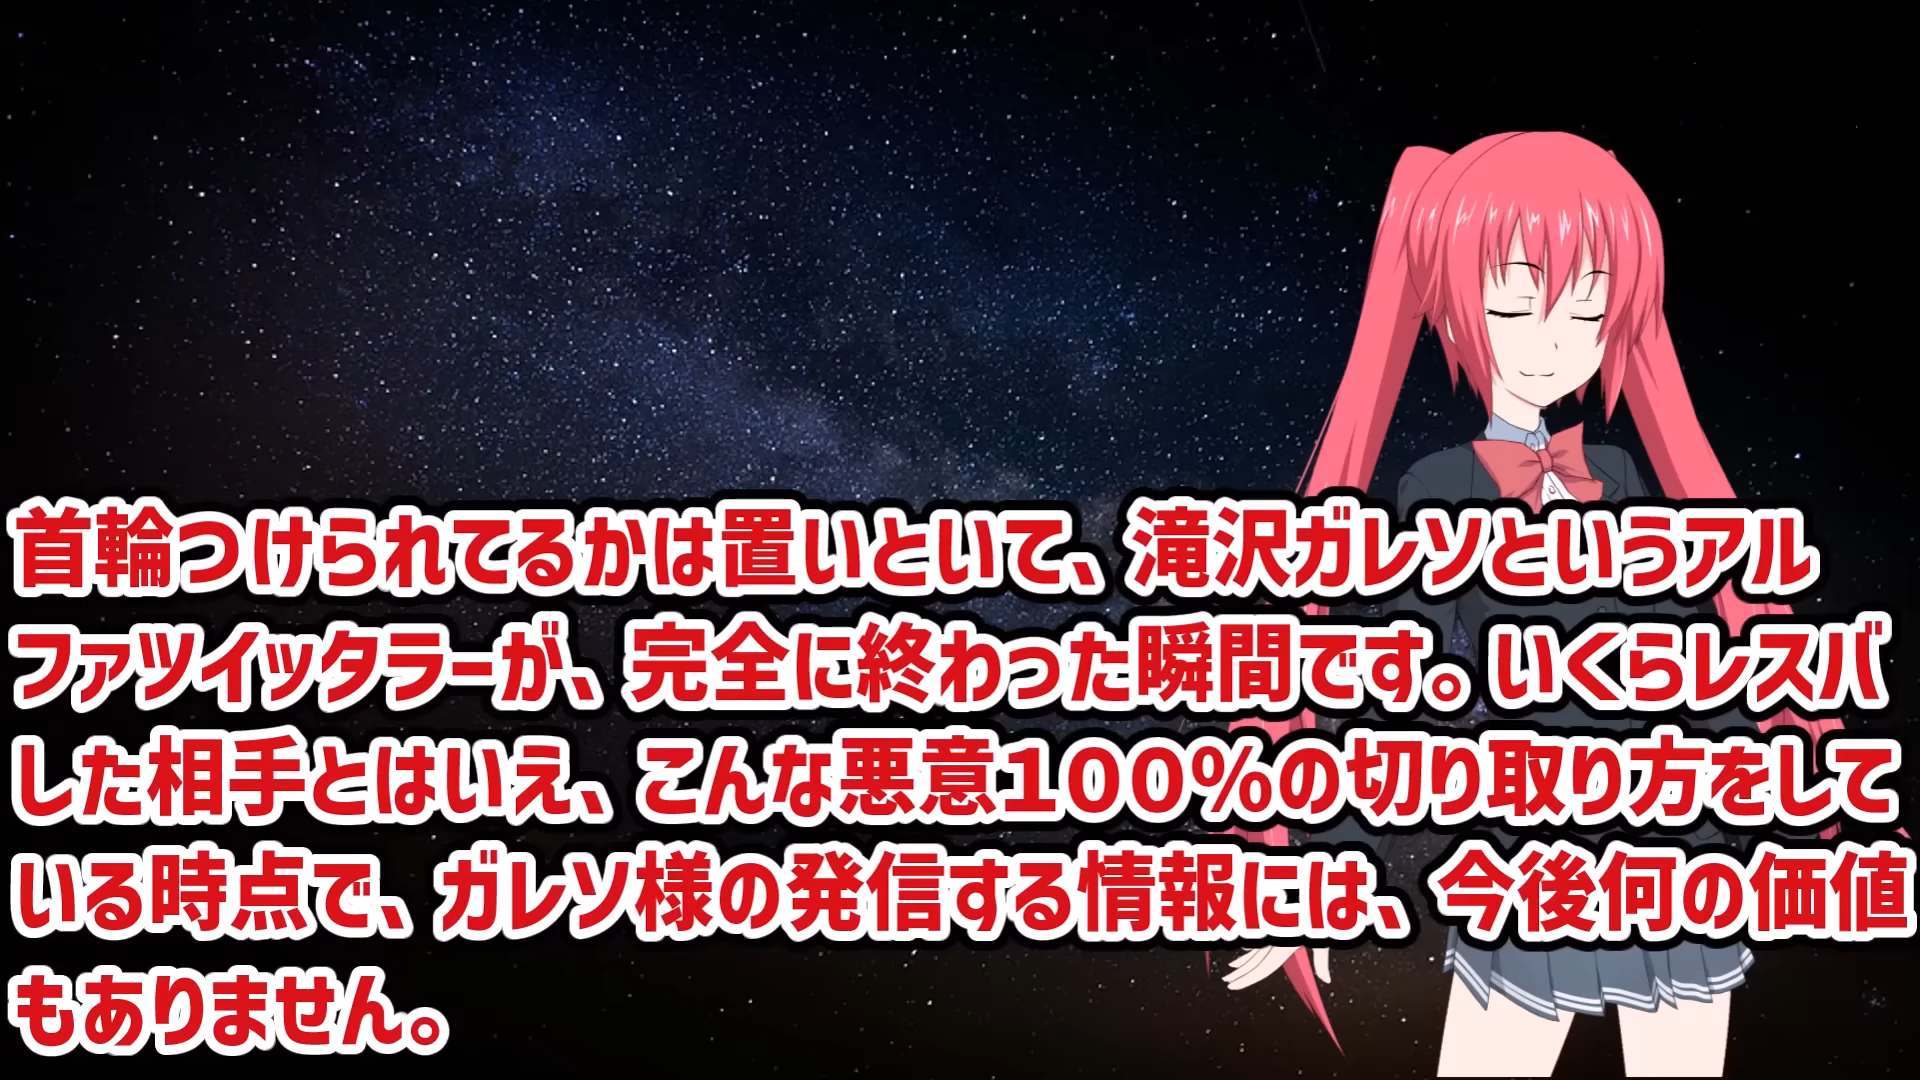 首輪つけられてるかは置いといて、滝沢ガレソというアル
ファツイッタラーが、完全に終わった瞬間です。いくらレスバ
した相手とはいえ、こんな悪意100%の切り取り方をして
いる時点で、ガレソ様の発信する情報には、今後何の価値
もありません。